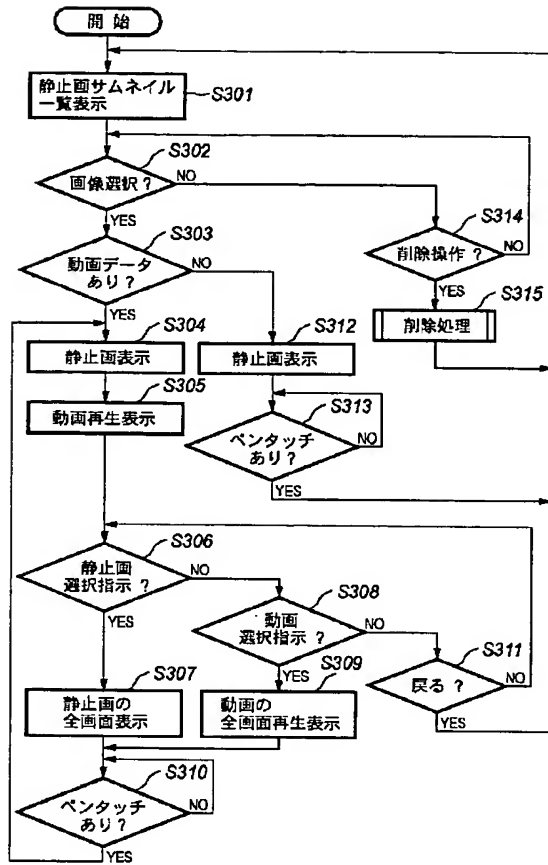 開 始
静止画サムネイル
一覧表示
S301
S302
画像選択？
NO
YES
S303
動画データ
あり？
NO
YES
S314
削除操作？
NO
YES
S315
削除処理
S304
静止画表示
S305
動画再生表示
S312
静止画表示
S313
ペンタッチ
あり？
NO
YES
S306
静止画
選択指示？
NO
YES
S308
動画
選択指示？
NO
YES
S311
戻る？
NO
YES
S307
静止画の
全画面表示
S309
動画の
全画面再生表示
S310
ペンタッチ
あり？
NO
YES